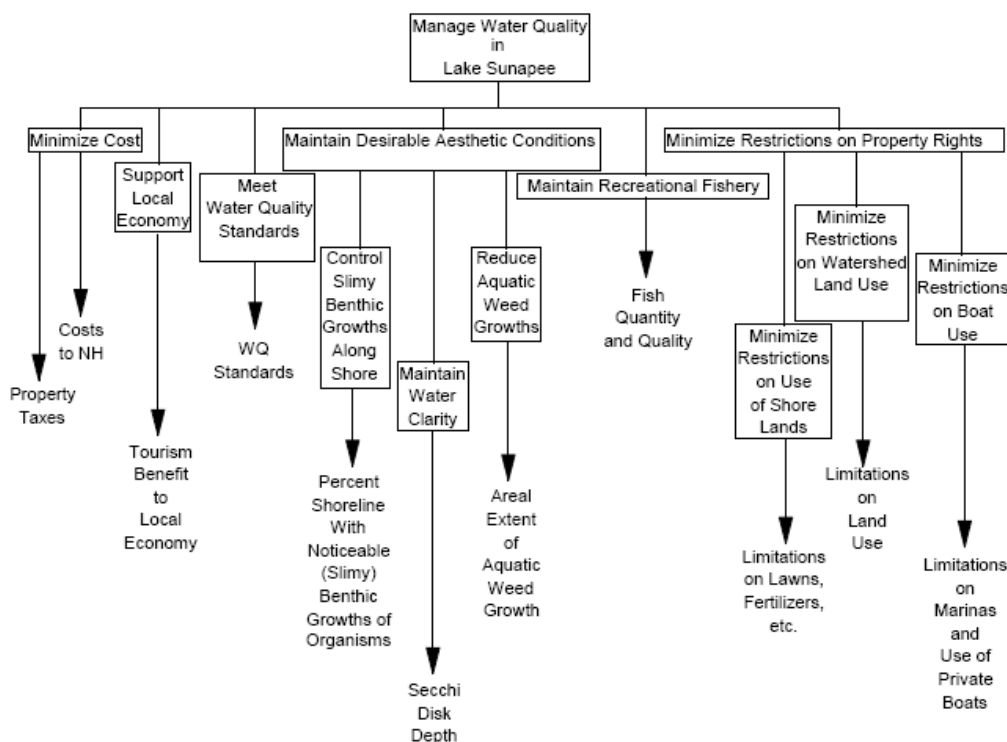 Manage Water Quality
in
Lake Sunapee
Minimize Cost
Maintain Desirable Aesthetic Conditions
Minimize Restrictions on Property Rights
Support
Local
Economy
Meet
Water Quality
Standards
Maintain Recreational Fishery
Control
Slimy
Benthic
Growths
Along
Shore
Maintain
Water
Clarity
Reduce
Aquatic
Weed
Growths
Minimize
Restrictions
on Use
of Shore
Lands
Minimize
Restrictions
on Watershed
Land Use
Minimize
Restrictions
on Boat
Use
Property
Taxes
Costs
to NH
Tourism
Benefit
to
Local
Economy
WQ
Standards
Percent
Shoreline
With
Noticeable
(Slimy)
Benthic
Growths of
Organisms
Secchi
Disk
Depth
Areal
Extent
of
Aquatic
Weed
Growth
Fish
Quantity
and Quality
Limitations
on Lawns,
Fertilizers,
etc.
Limitations
on
Land
Use
Limitations
on
Marinas
and
Use of
Private
Boats